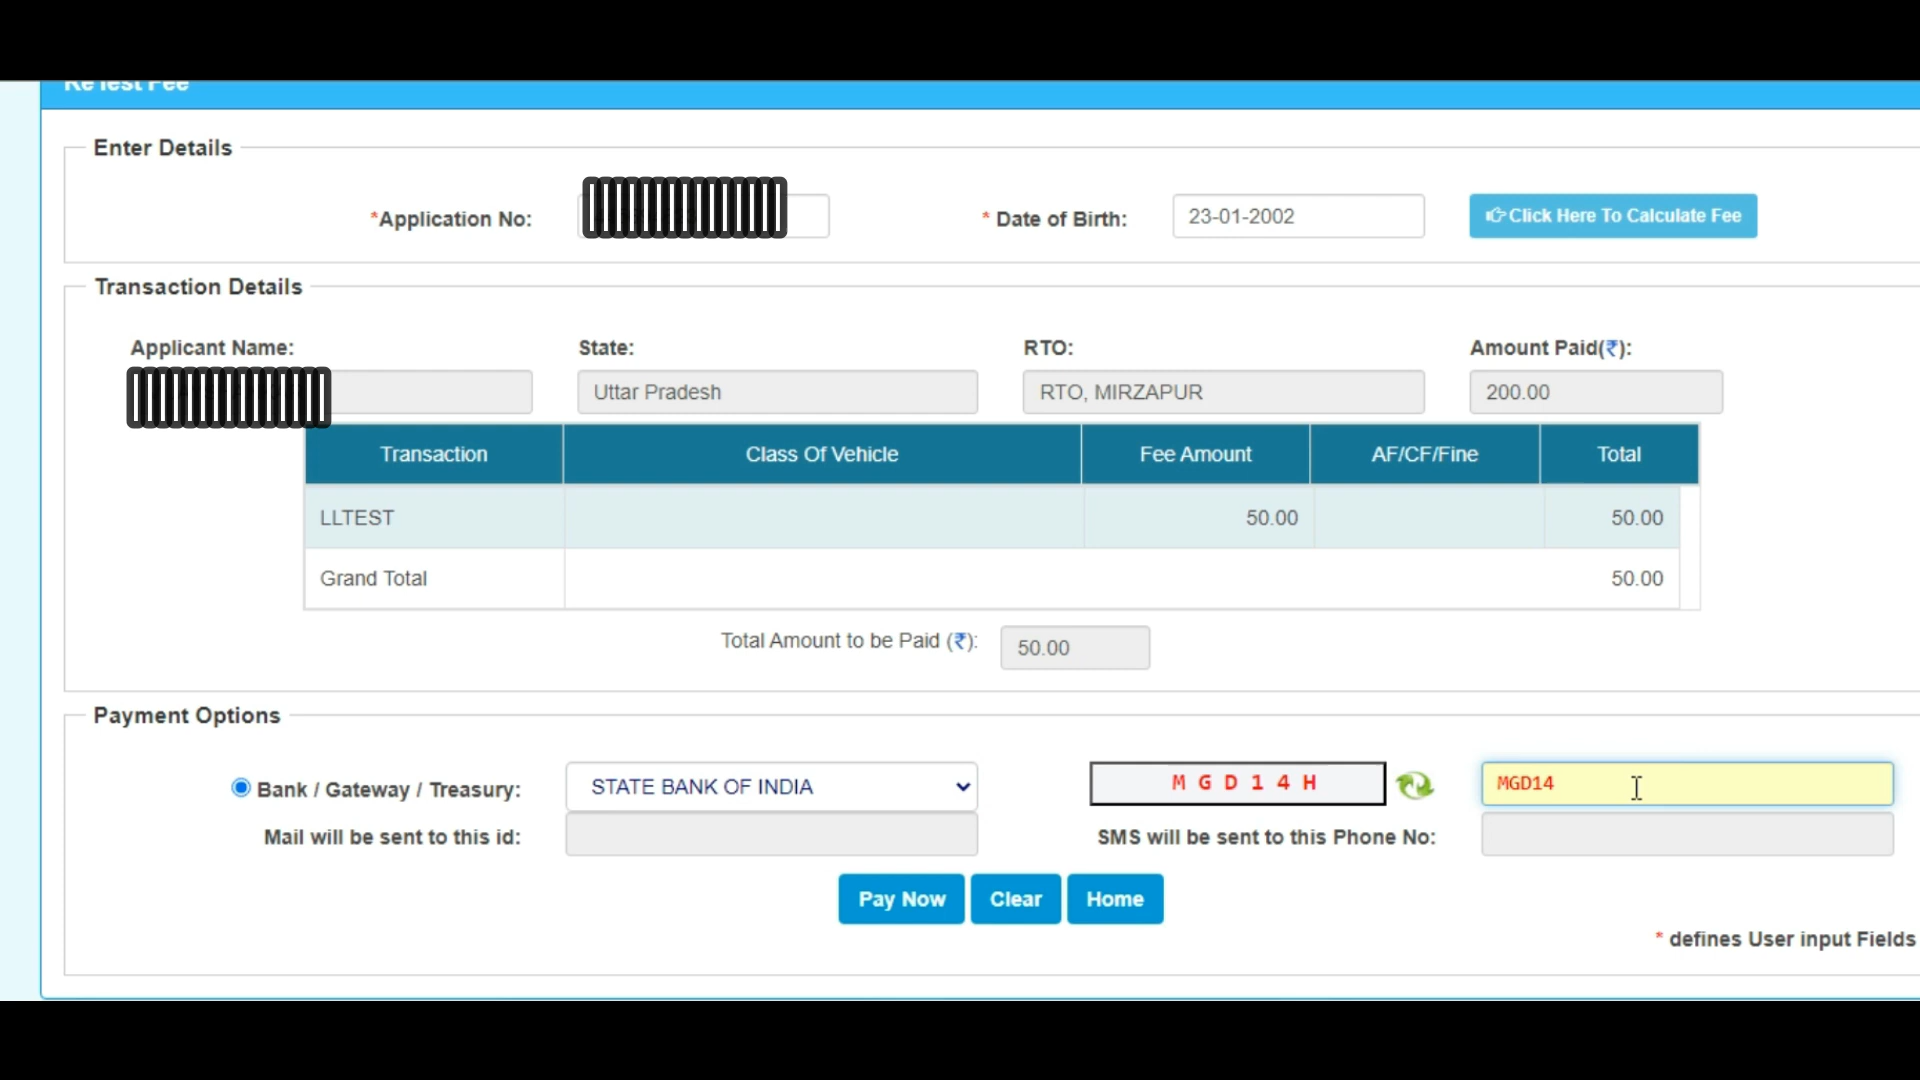 ReTest Fee
Enter Details
*Application No:
* Date of Birth: 23-01-2002 Click Here To Calculate Fee
Transaction Details
Applicant Name: State: RTO: Amount Paid(₹):
Uttar Pradesh RTO, MIRZAPUR 200.00
Transaction Class Of Vehicle Fee Amount AF/CF/Fine Total
LLTEST 50.00 50.00
Grand Total 50.00
Total Amount to be Paid (₹): 50.00
Payment Options
Bank / Gateway / Treasury: STATE BANK OF INDIA M G D 1 4 H MGD14
Mail will be sent to this id: SMS will be sent to this Phone No:
Pay Now Clear Home
* defines User input Fields